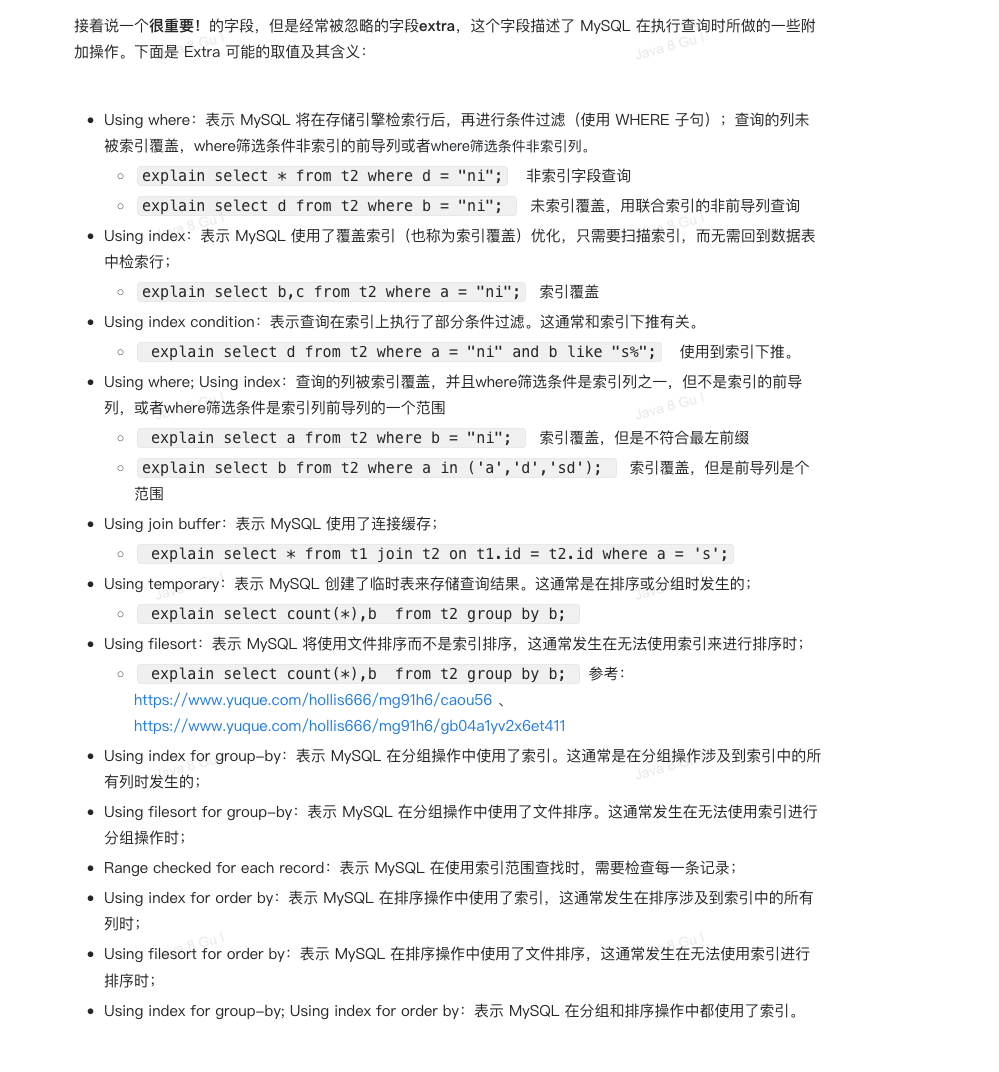 接着说一个很重要！的字段，但是经常被忽略的字段extra，这个字段描述了 MySQL 在执行查询时所做的一些附
加操作。下面是 Extra 可能的取值及其含义：
Using where：表示 MySQL 将在存储引擎检索行后，再进行条件过滤（使用 WHERE 子句）；查询的列未
被索引覆盖，where筛选条件非索引的前导列或者where筛选条件非索引列。
explain select * from t2 where d = "ni"; 非索引字段查询
explain select d from t2 where b = "ni"; 未索引覆盖，用联合索引的非前导列查询
Using index：表示 MySQL 使用了覆盖索引（也称为索引覆盖）优化，只需要扫描索引，而无需回到数据表
中检索行；
explain select b,c from t2 where a = "ni"; 索引覆盖
Using index condition：表示查询在索引上执行了部分条件过滤。这通常和索引下推有关。
explain select d from t2 where a = "ni" and b like "s%"; 使用到索引下推。
Using where; Using index：查询的列被索引覆盖，并且where筛选条件是索引列之一，但不是索引的前导
列，或者where筛选条件是索引列前导列的一个范围
explain select a from t2 where b = "ni"; 索引覆盖，但是不符合最左前缀
explain select b from t2 where a in ('a','d','sd'); 索引覆盖，但是前导列是个
范围
Using join buffer：表示 MySQL 使用了连接缓存；
explain select * from t1 join t2 on t1.id = t2.id where a = 's';
Using temporary：表示 MySQL 创建了临时表来存储查询结果。这通常是在排序或分组时发生的；
explain select count(*),b  from t2 group by b;
Using filesort：表示 MySQL 将使用文件排序而不是索引排序，这通常发生在无法使用索引来进行排序时；
explain select count(*),b  from t2 group by b; 参考：
https://www.yuque.com/hollis666/mg91h6/caou56 、
https://www.yuque.com/hollis666/mg91h6/gb04a1yv2x6et411
Using index for group-by：表示 MySQL 在分组操作中使用了索引。这通常是在分组操作涉及到索引中的所
有列时发生的；
Using filesort for group-by：表示 MySQL 在分组操作中使用了文件排序。这通常发生在无法使用索引进行
分组操作时；
Range checked for each record：表示 MySQL 在使用索引范围查找时，需要检查每一条记录；
Using index for order by：表示 MySQL 在排序操作中使用了索引，这通常发生在排序涉及到索引中的所有
列时；
Using filesort for order by：表示 MySQL 在排序操作中使用了文件排序，这通常发生在无法使用索引进行
排序时；
Using index for group-by; Using index for order by：表示 MySQL 在分组和排序操作中都使用了索引。